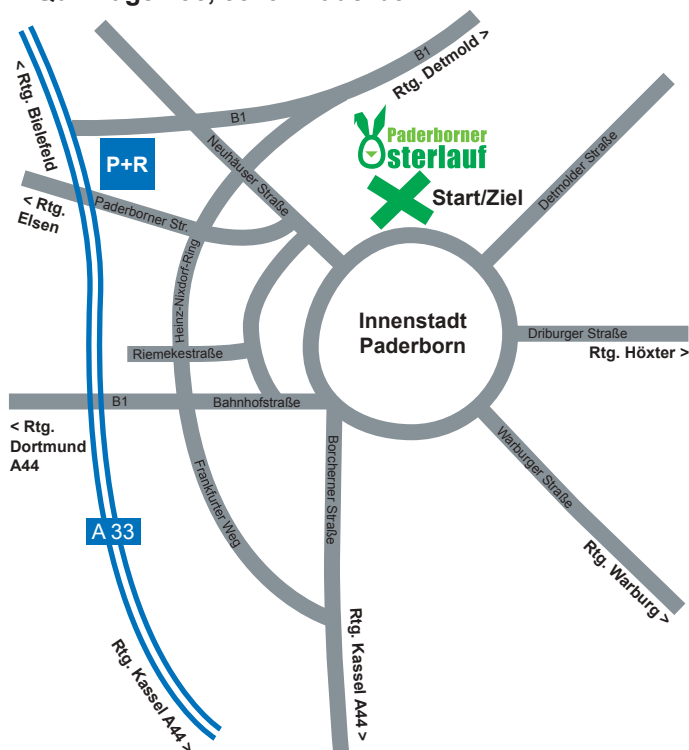 B1
Rtg. Detmold >
< Rtg. Bielefeld
B1
Neuhäuser Straße
Paderborner
Osterlauf
Detmolder Straße
P+R
Start/Ziel
< Rtg.
Elsen
Paderborner Str.
Heinz-Nixdorf-Ring
Innenstadt
Paderborn
Driburger Straße
Rtg. Höxter >
Riemekestraße
B1
Bahnhofstraße
< Rtg.
Dortmund
A44
Borcherner Straße
Warburger Straße
Frankfurter Weg
A 33
Rtg. Warburg >
Rtg. Kassel A44 >
Rtg. Kassel A44 >